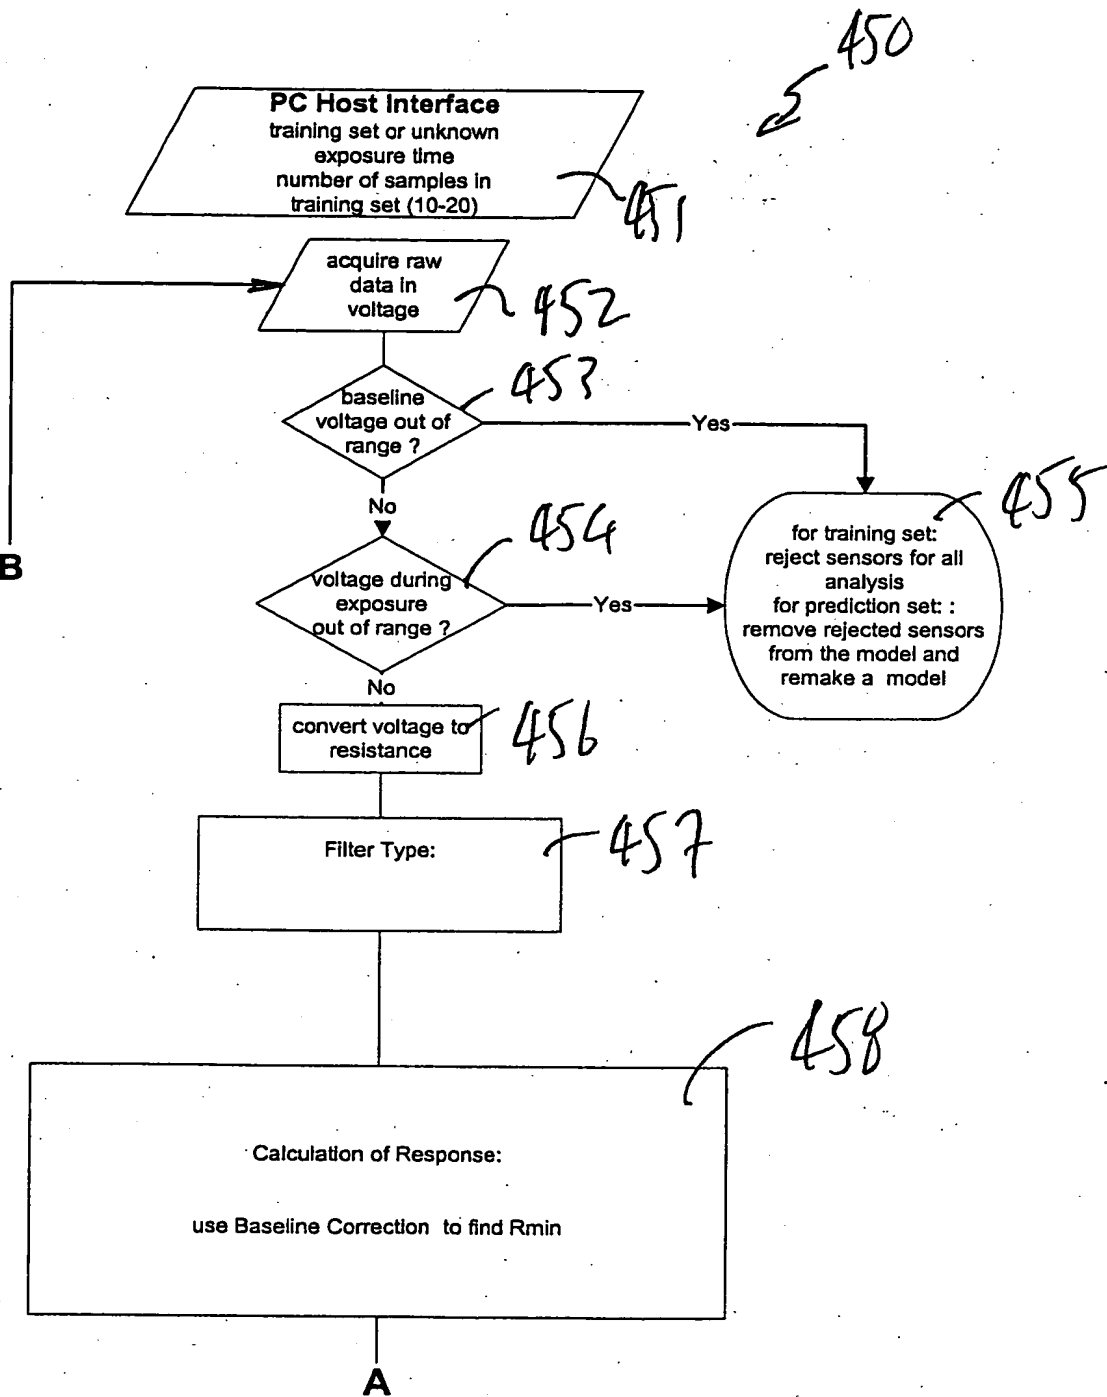 450
PC Host Interface
training set or unknown
exposure time
number of samples in
training set (10-20)
451
acquire raw
data in
voltage
452
453
baseline
voltage out of
range ?
Yes
No
454
455
voltage during
exposure
out of range ?
Yes
for training set:
reject sensors for all
analysis
for prediction set: :
remove rejected sensors
from the model and
remake a model
B
No
convert voltage to
resistance
456
Filter Type:
457
458
Calculation of Response:
use Baseline Correction to find Rmin
A